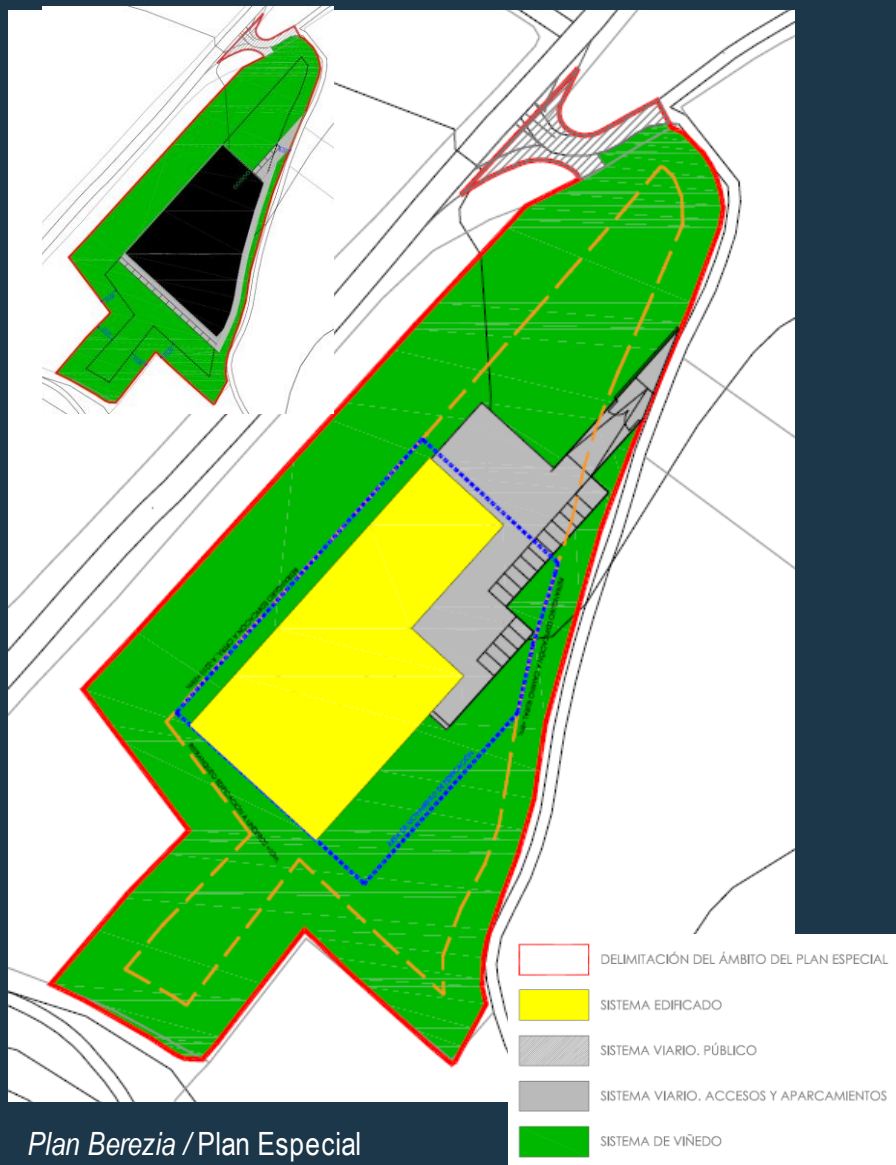 DELIMITACIÓN DEL ÁMBITO DEL PLAN ESPECIAL
SISTEMA EDIFICADO
SISTEMA VIARIO. PÚBLICO
SISTEMA VIARIO. ACCESOS Y APARCAMIENTOS
SISTEMA DE VIÑEDO
Plan Berezia / Plan Especial